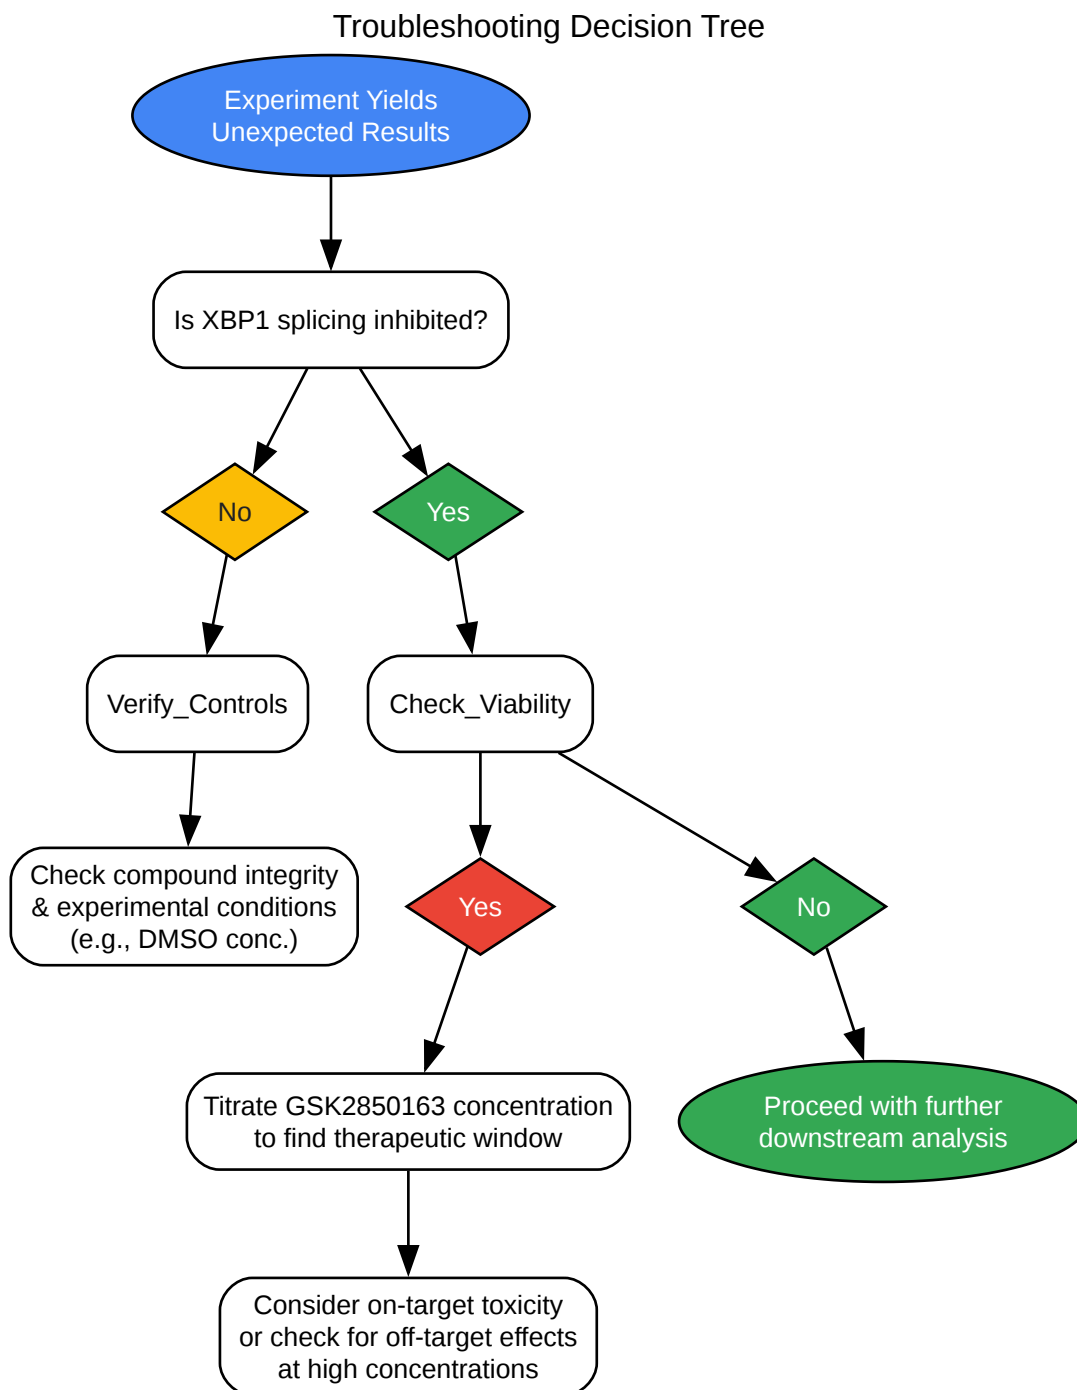 Troubleshooting Decision Tree
Experiment Yields
Unexpected Results
Is XBP1 splicing inhibited?
No
Yes
Verify_Controls
Check_Viability
Check compound integrity
& experimental conditions
(e.g., DMSO conc.)
Yes
No
Titrate GSK2850163 concentration
to find therapeutic window
Proceed with further
downstream analysis
Consider on-target toxicity
or check for off-target effects
at high concentrations